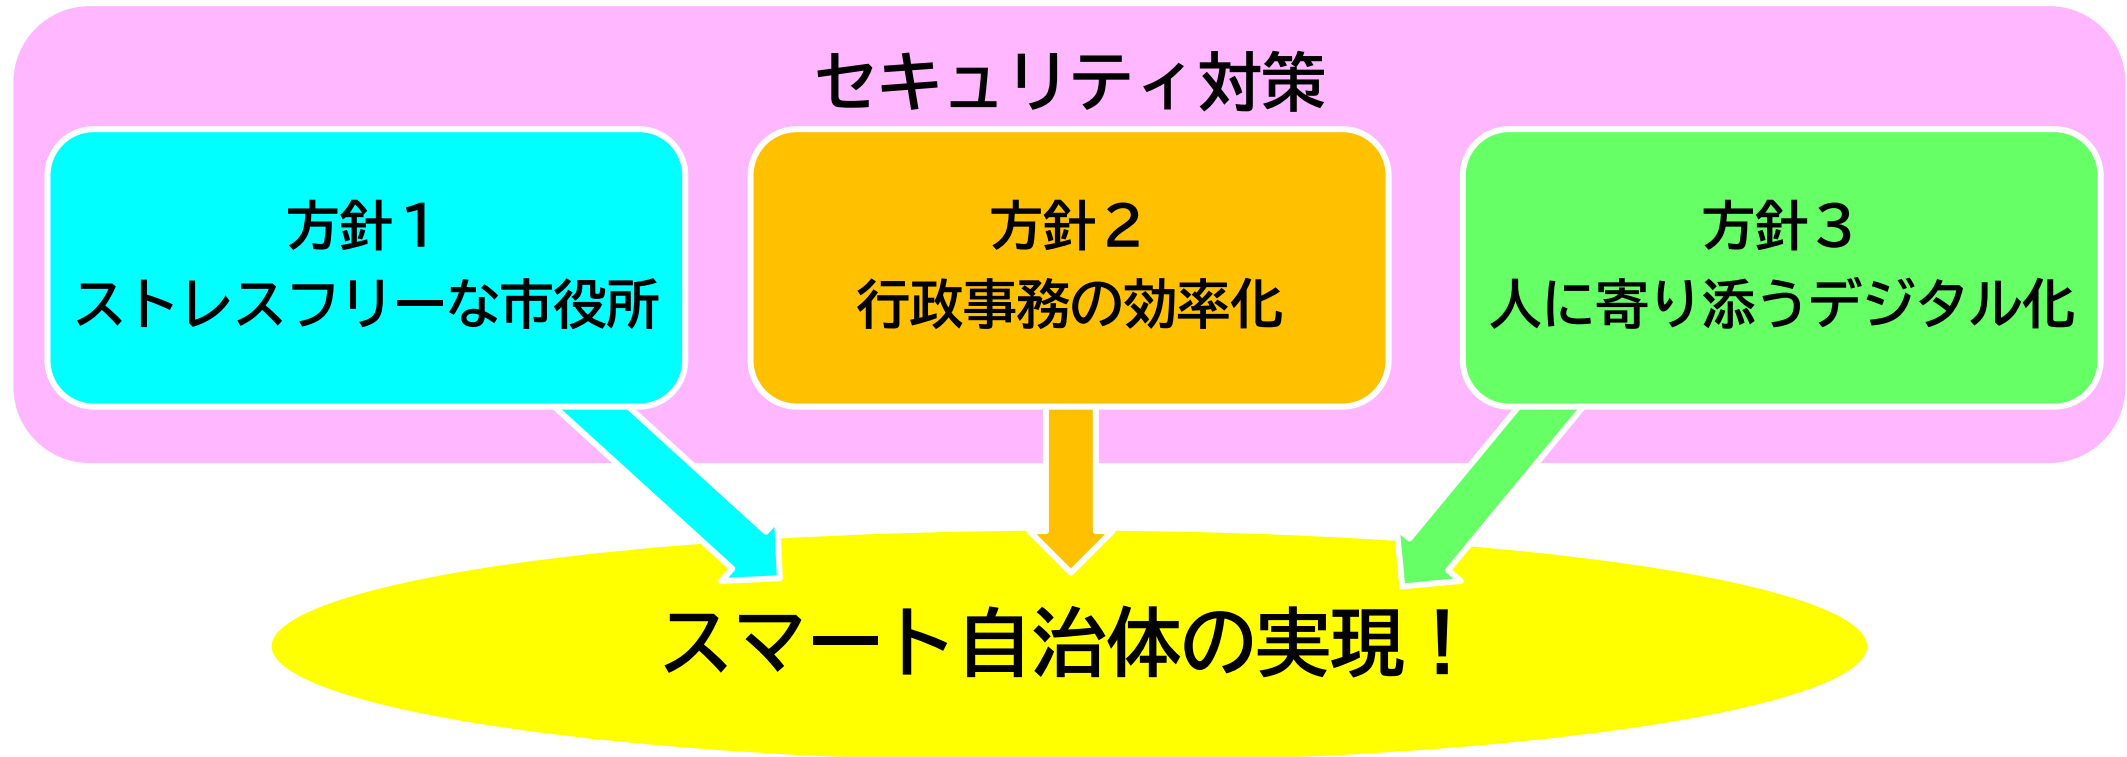 セキュリティ対策
方針１
ストレスフリーな市役所
方針２
行政事務の効率化
方針３
人に寄り添うデジタル化
スマート自治体の実現！